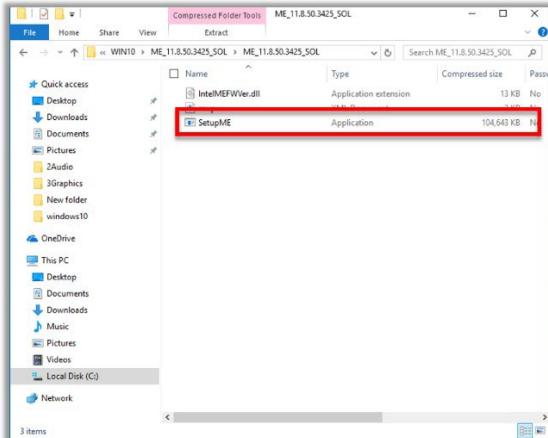 Compressed Folder Tools
ME_11.8.50.3425_SOL
File
Home
Share
View
Extract
« WIN10 › ME_11.8.50.3425_SOL › ME_11.8.50.3425_SOL
Search ME_11.8.50.3425_SOL
Name
Type
Compressed size
IntelMEFWVer.dll
Application extension
13 KB
No
SetupME
Application
104,643 KB
No
Quick access
Desktop
Downloads
Documents
Pictures
2Audio
3Graphics
New folder
windows10
OneDrive
This PC
Desktop
Documents
Downloads
Music
Pictures
Videos
Local Disk (C:)
Network
3 items